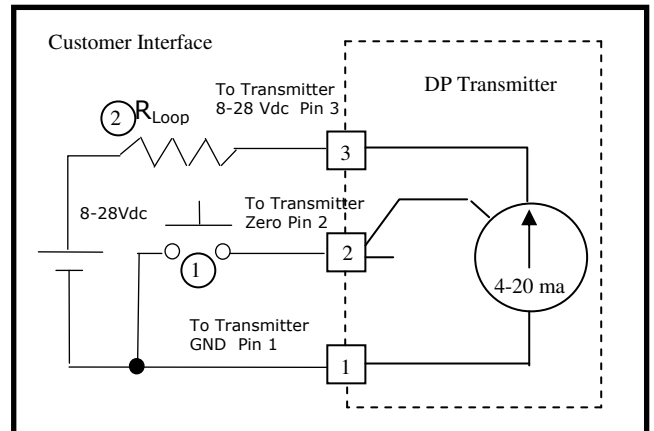 Customer Interface
DP Transmitter
To Transmitter
8-28 Vdc Pin 3
2 RLoop
3
8-28Vdc
To Transmitter
Zero Pin 2
2
1
4-20 ma
To Transmitter
GND Pin 1
1